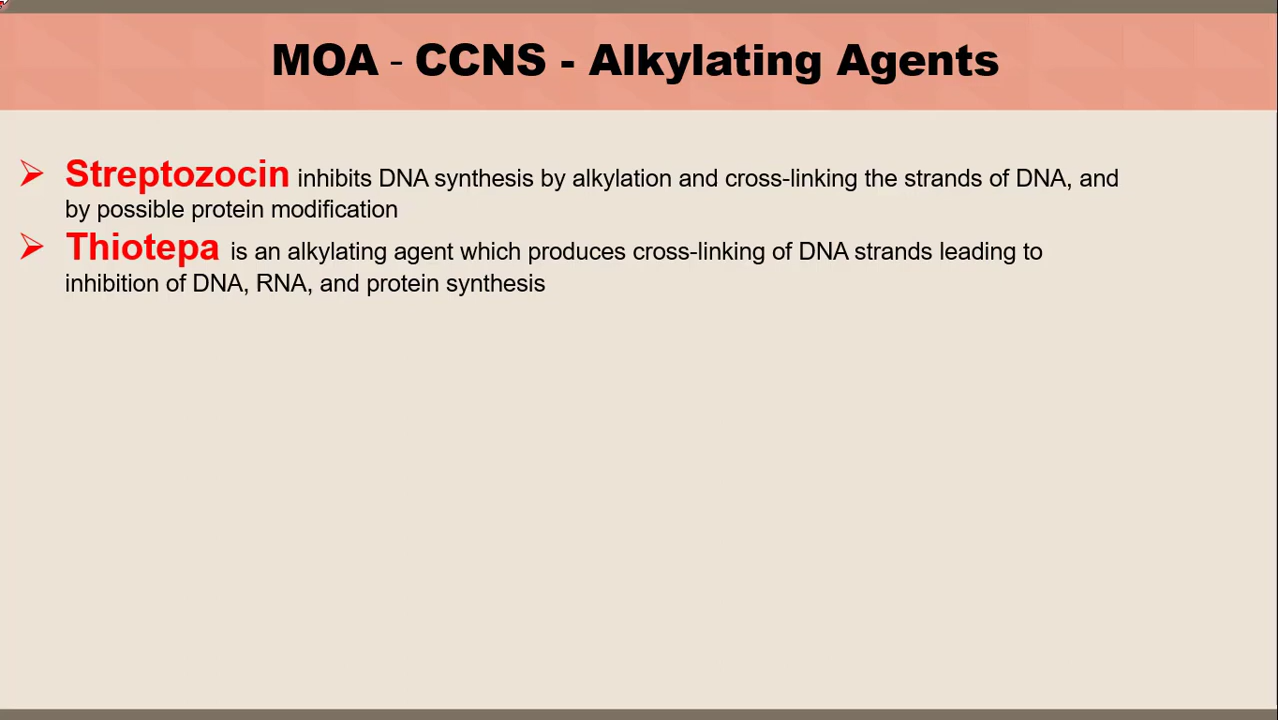 MOA - CCNS - Alkylating Agents
➢ Streptozocin inhibits DNA synthesis by alkylation and cross-linking the strands of DNA, and
by possible protein modification
➢ Thiotepa is an alkylating agent which produces cross-linking of DNA strands leading to
inhibition of DNA, RNA, and protein synthesis